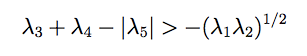 λ₃ + λ₄ − |λ₅| > −(λ₁λ₂)^{1/2}